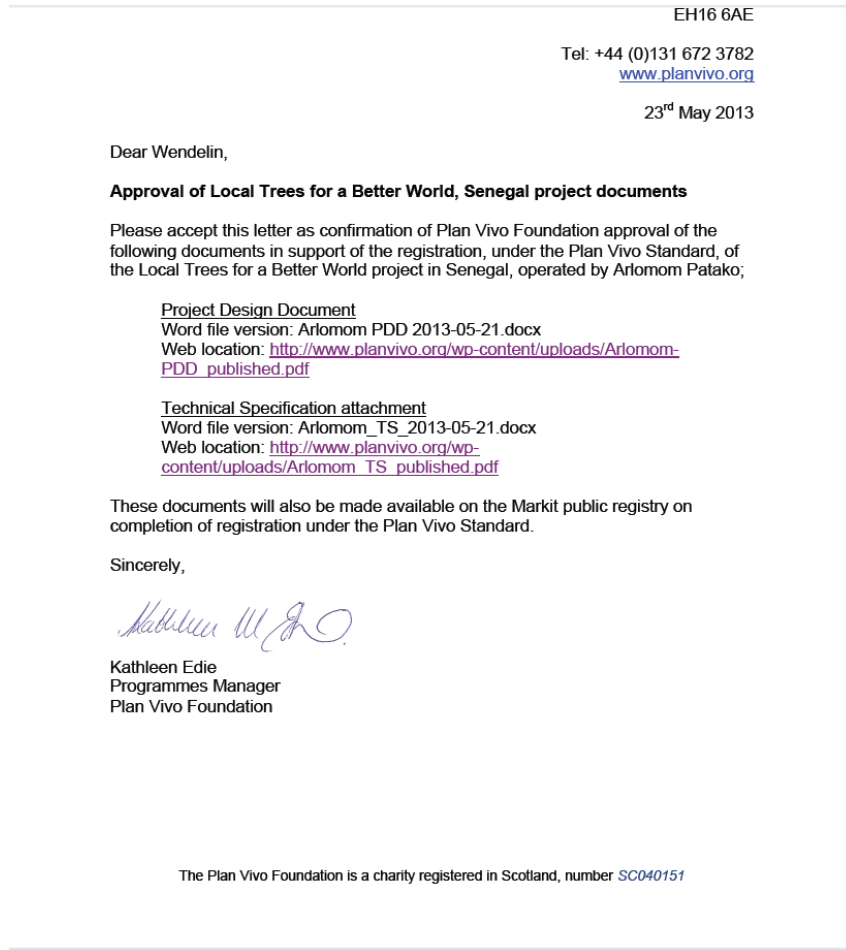 EH16 6AE
Tel: +44 (0)131 672 3782
www.planvivo.org
23rd May 2013
Dear Wendelin,
Approval of Local Trees for a Better World, Senegal project documents
Please accept this letter as confirmation of Plan Vivo Foundation approval of the
following documents in support of the registration, under the Plan Vivo Standard, of
the Local Trees for a Better World project in Senegal, operated by Arlomom Patako;
Project Design Document
Word file version: Arlomom PDD 2013-05-21.docx
Web location: http://www.planvivo.org/wp-content/uploads/Arlomom-
PDD_published.pdf
Technical Specification attachment
Word file version: Arlomom_TS_2013-05-21.docx
Web location: http://www.planvivo.org/wp-
content/uploads/Arlomom_TS_published.pdf
These documents will also be made available on the Markit public registry on
completion of registration under the Plan Vivo Standard.
Sincerely,
Kathleen Edie
Programmes Manager
Plan Vivo Foundation
The Plan Vivo Foundation is a charity registered in Scotland, number SC040151